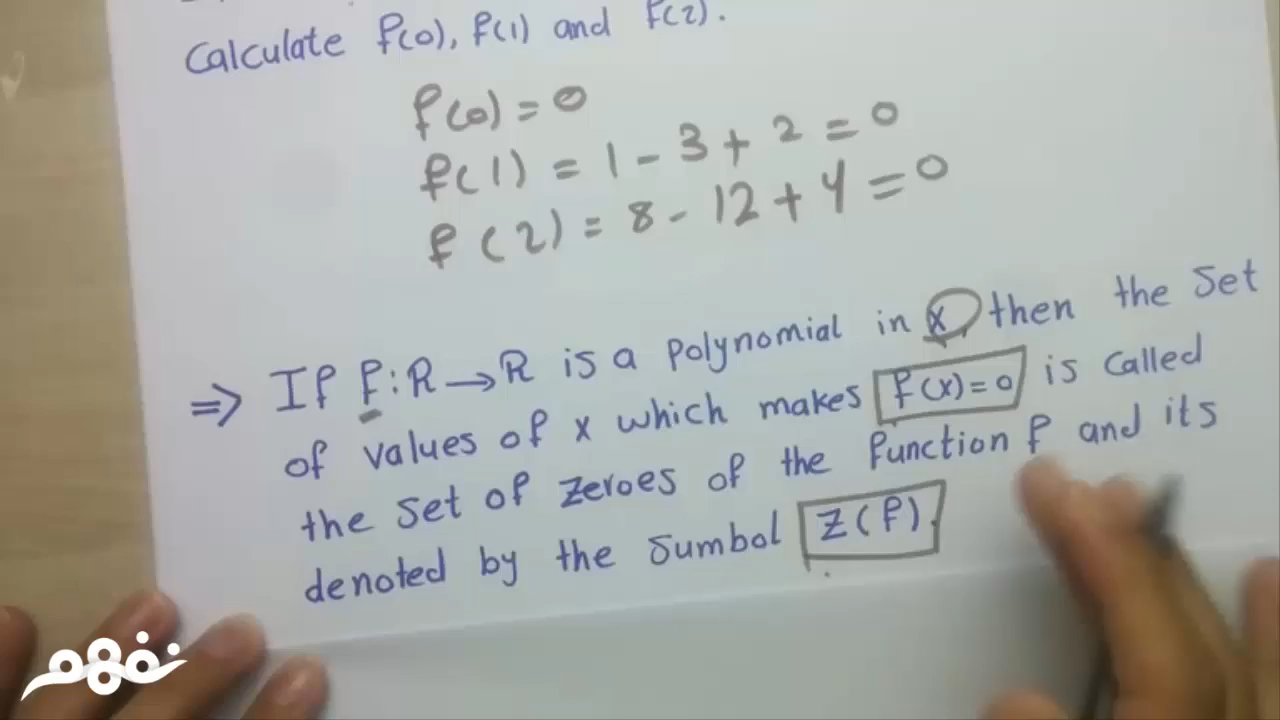 Calculate f(0), f(1) and f(2).
f(0) = 0
f(1) = 1 - 3 + 2 = 0
f(2) = 8 - 12 + 4 = 0
=> If f: R → R is a polynomial in x, then the set
of values of x which makes f(x)=0 is called
the set of zeroes of the function f and its
denoted by the sumbol Z(f).
نفهم